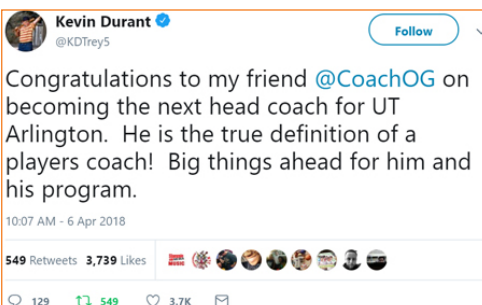 Kevin Durant
@KDTrey5
Follow
Congratulations to my friend @CoachOG on
becoming the next head coach for UT
Arlington. He is the true definition of a
players coach! Big things ahead for him and
his program.
10:07 AM - 6 Apr 2018
549 Retweets 3,739 Likes
129 549 3.7K